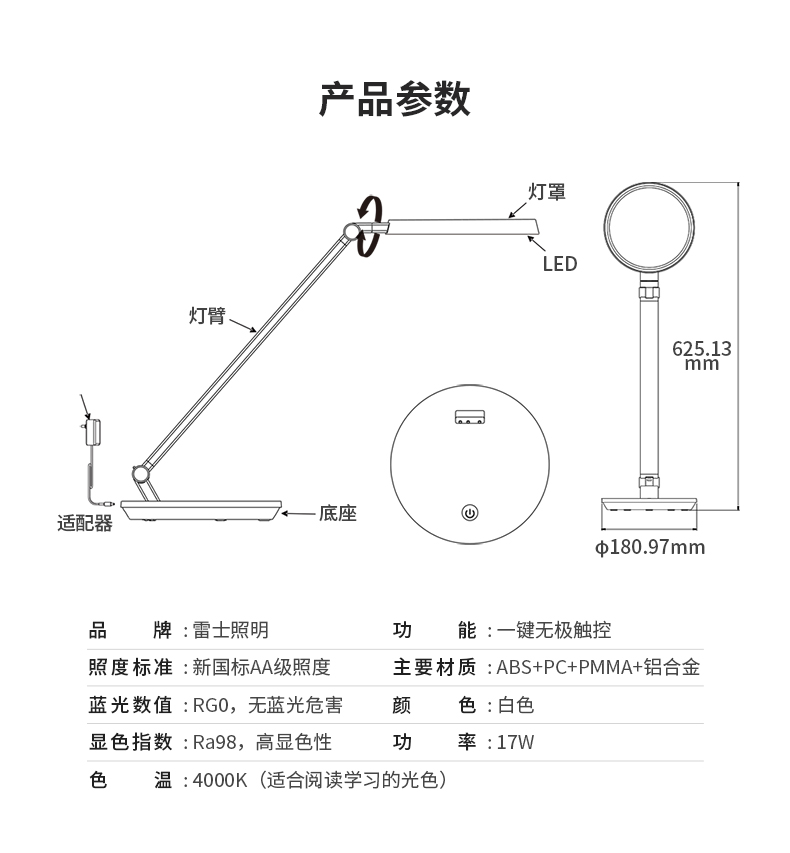 产品参数
灯罩
LED
灯臂
625.13
mm
底座
适配器
ф180.97mm
品 牌 : 雷士照明 功 能 : 一键无极触控
照度标准 : 新国标AA级照度 主要材质 : ABS+PC+PMMA+铝合金
蓝光数值 : RG0，无蓝光危害 颜 色 : 白色
显色指数 : Ra98，高显色性 功 率 : 17W
色 温 : 4000K（适合阅读学习的光色）